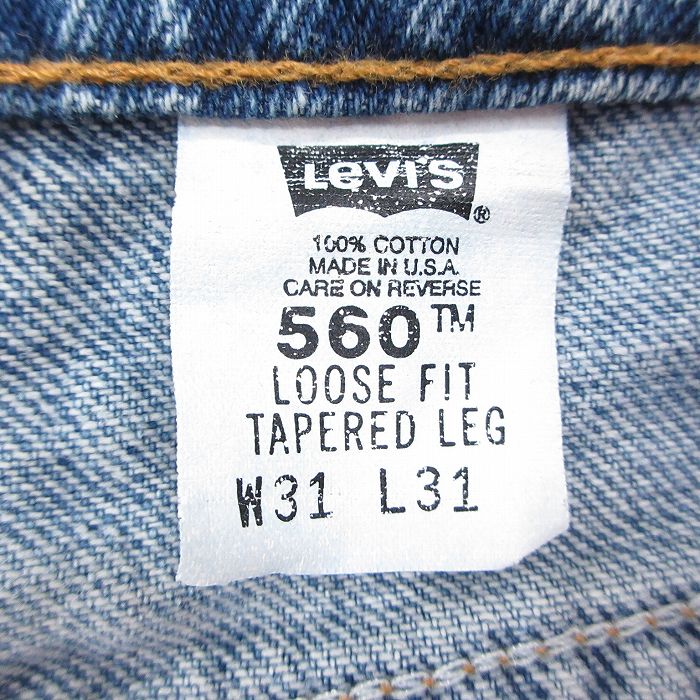 LeVI'S
®
100% COTTON
MADE IN U.S.A.
CARE ON REVERSE
560™
LOOSE FIT
TAPERED LEG
W31 L31